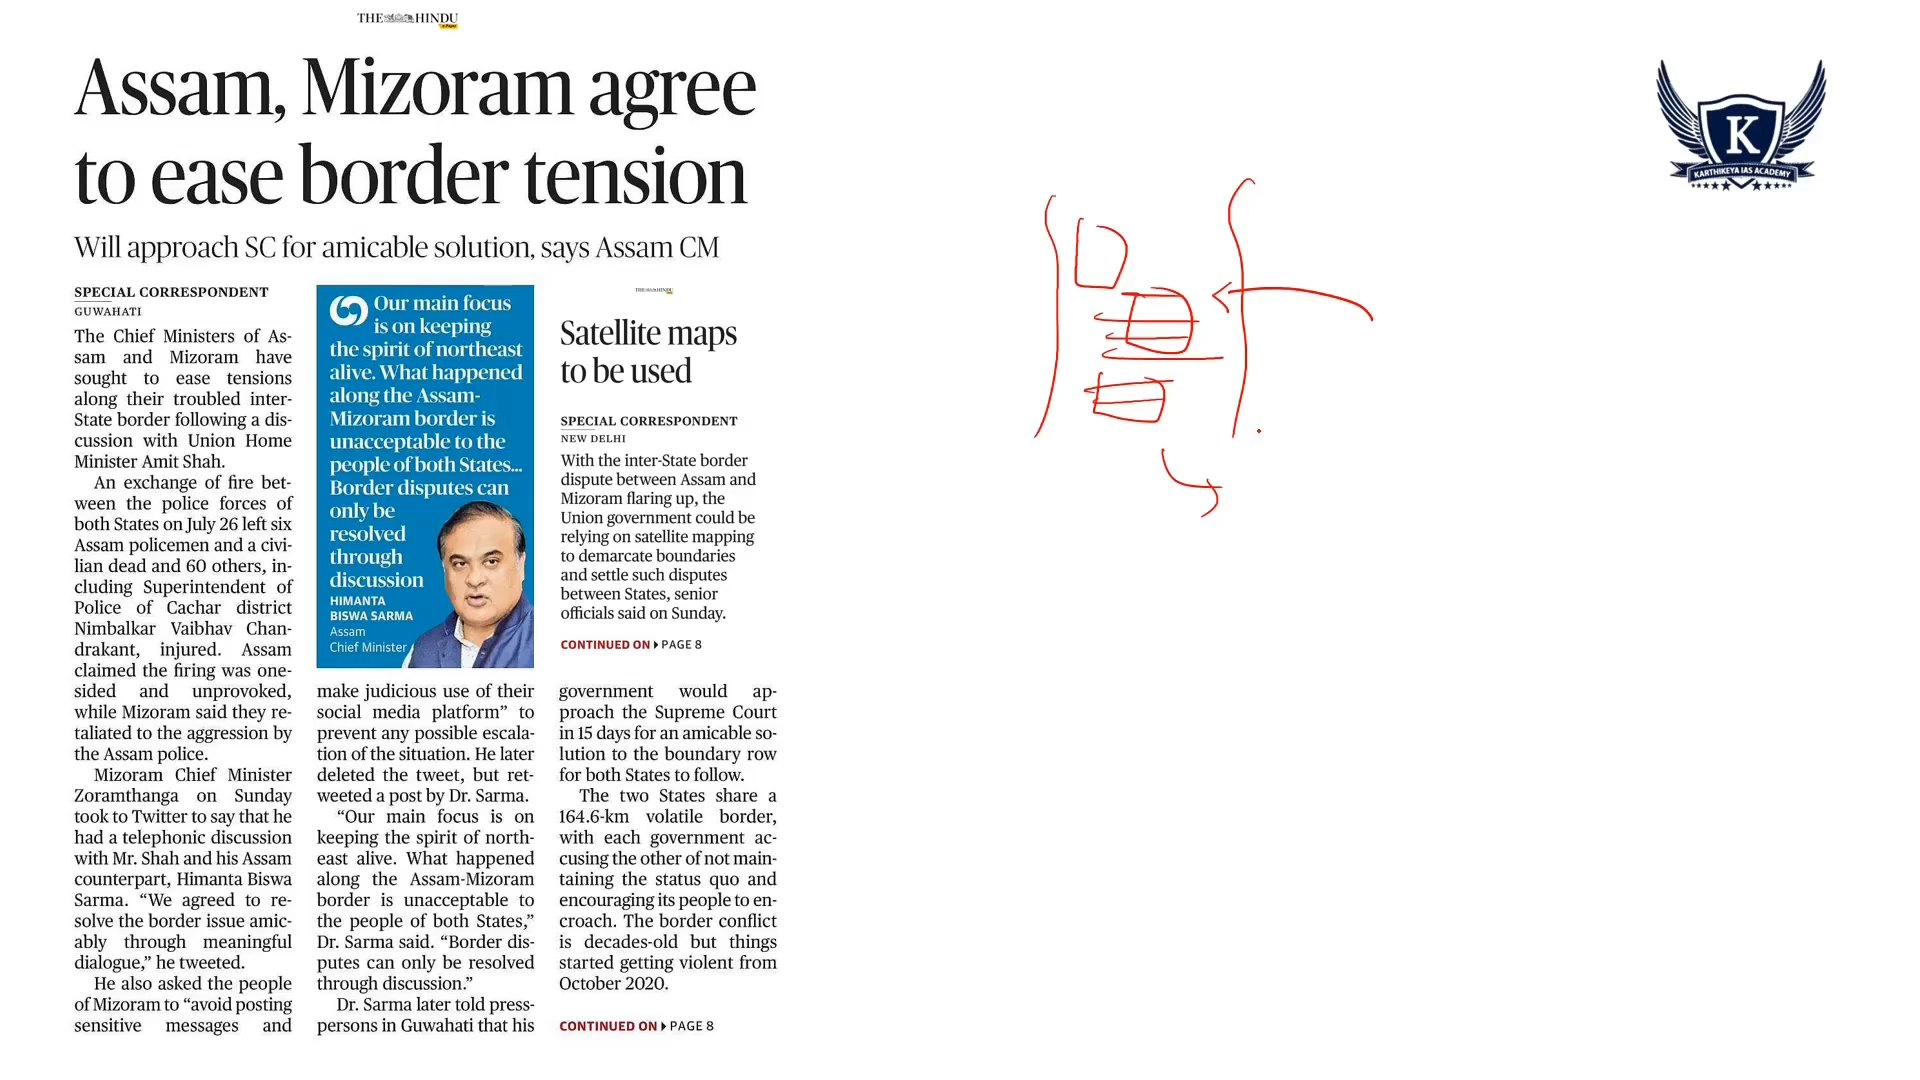 THE HINDU
Assam, Mizoram agree
to ease border tension
Will approach SC for amicable solution, says Assam CM
SPECIAL CORRESPONDENT
GUWAHATI
The Chief Ministers of As-
sam and Mizoram have
sought to ease tensions
along their troubled inter-
State border following a dis-
cussion with Union Home
Minister Amit Shah.
An exchange of fire bet-
ween the police forces of
both States on July 26 left six
Assam policemen and a civi-
lian dead and 60 others, in-
cluding Superintendent of
Police of Cachar district
Nimbalkar Vaibhav Chan-
drakant, injured. Assam
claimed the firing was one-
sided and unprovoked,
while Mizoram said they re-
taliated to the aggression by
the Assam police.
Mizoram Chief Minister
Zoramthanga on Sunday
took to Twitter to say that he
had a telephonic discussion
with Mr. Shah and his Assam
counterpart, Himanta Biswa
Sarma. “We agreed to re-
solve the border issue amic-
ably through meaningful
dialogue,” he tweeted.
He also asked the people
of Mizoram to “avoid posting
sensitive messages and
Our main focus
is on keeping
the spirit of northeast
alive. What happened
along the Assam-
Mizoram border is
unacceptable to the
people of both States...
Border disputes can
only be
resolved
through
discussion
HIMANTA
BISWA SARMA
Assam
Chief Minister
make judicious use of their
social media platform” to
prevent any possible escala-
tion of the situation. He later
deleted the tweet, but ret-
weeted a post by Dr. Sarma.
“Our main focus is on
keeping the spirit of north-
east alive. What happened
along the Assam-Mizoram
border is unacceptable to
the people of both States,”
Dr. Sarma said. “Border dis-
putes can only be resolved
through discussion.”
Dr. Sarma later told press-
persons in Guwahati that his
THE HINDU
Satellite maps
to be used
SPECIAL CORRESPONDENT
NEW DELHI
With the inter-State border
dispute between Assam and
Mizoram flaring up, the
Union government could be
relying on satellite mapping
to demarcate boundaries
and settle such disputes
between States, senior
officials said on Sunday.
CONTINUED ON PAGE 8
government would ap-
proach the Supreme Court
in 15 days for an amicable so-
lution to the boundary row
for both States to follow.
The two States share a
164.6-km volatile border,
with each government ac-
cusing the other of not main-
taining the status quo and
encouraging its people to en-
croach. The border conflict
is decades-old but things
started getting violent from
October 2020.
CONTINUED ON PAGE 8
K
KARTHIKEYA IAS ACADEMY